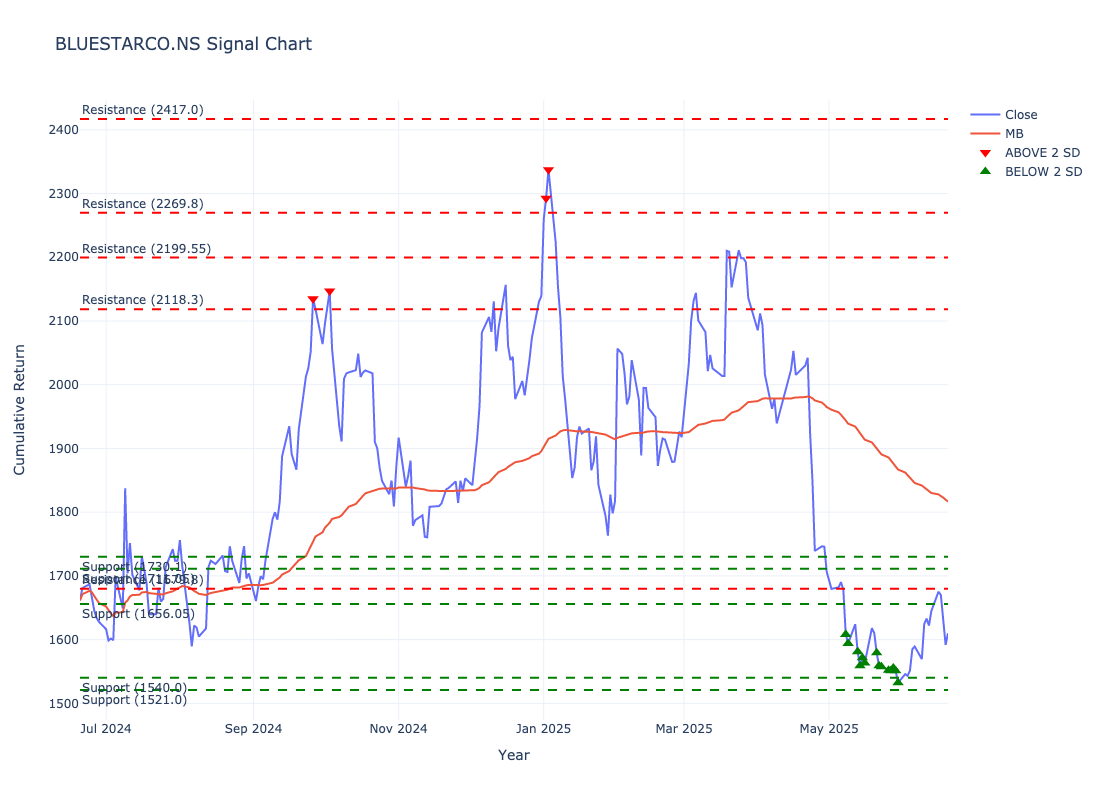 BLUESTARCO.NS Signal Chart
Resistance (2417.0)
Resistance (2269.8)
Resistance (2199.55)
Resistance (2118.3)
Support (1730.1)
Resistance (1679.8)
Support (1656.05)
Support (1540.0)
Support (1521.0)
2400
2300
2200
2100
2000
1900
1800
1700
1600
1500
Jul 2024
Sep 2024
Nov 2024
Jan 2025
Mar 2025
May 2025
Year
Cumulative Return
Close
MB
ABOVE 2 SD
BELOW 2 SD